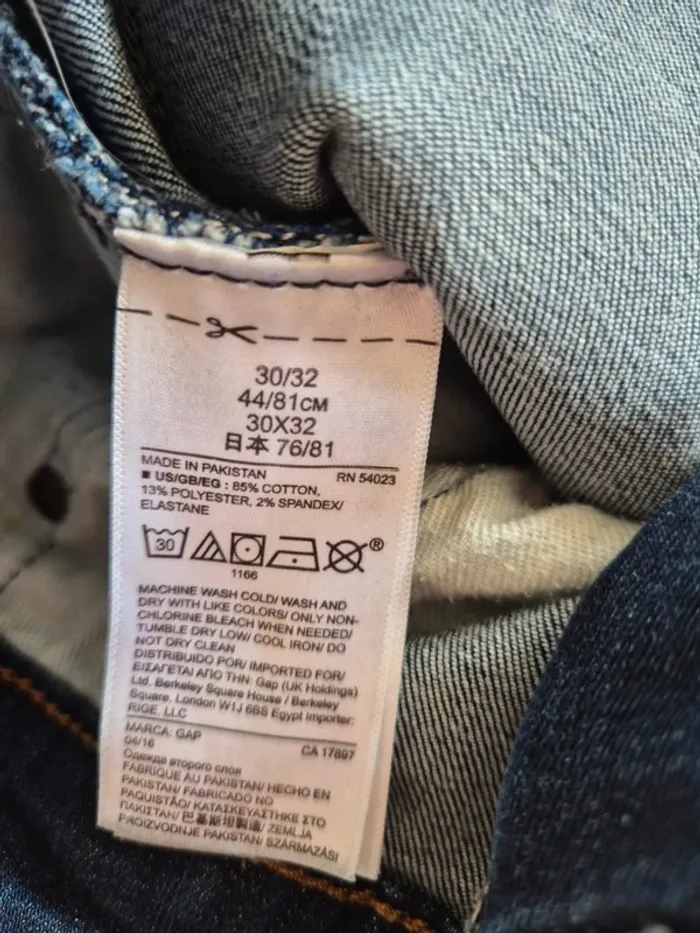 30/32
44/81CM
30X32
日本 76/81
MADE IN PAKISTAN RN 54023
■ US/GB/EG : 85% COTTON,
13% POLYESTER, 2% SPANDEX/
ELASTANE
30 ®
1166
MACHINE WASH COLD/ WASH AND
DRY WITH LIKE COLORS/ ONLY NON-
CHLORINE BLEACH WHEN NEEDED/
TUMBLE DRY LOW/ COOL IRON/ DO
NOT DRY CLEAN
DISTRIBUIDO POR/ IMPORTED FOR/
ΕΙΣΑΓΕΤΑΙ ΑΠΟ ΤΗΝ: Gap (UK Holdings)
Ltd. Berkeley Square House / Berkeley
Square, London W1J 6BS Egypt Importer:
RIGE, LLC
MARCA: GAP CA 17897
04/16
Одежда второго слоя
FABRIQUÉ AU PAKISTAN/ HECHO EN
PAKISTAN/ FABRICADO NO
PAQUISTÃO/ ΚΑΤΑΣΚΕΥΑΣΤΗΚΕ ΣΤΟ
ΠΑΚΙΣΤΑΝ/ 巴基斯坦製造/ ZEMLJA
PROIZVODNJE PAKISTAN/ SZÁRMAZÁSI